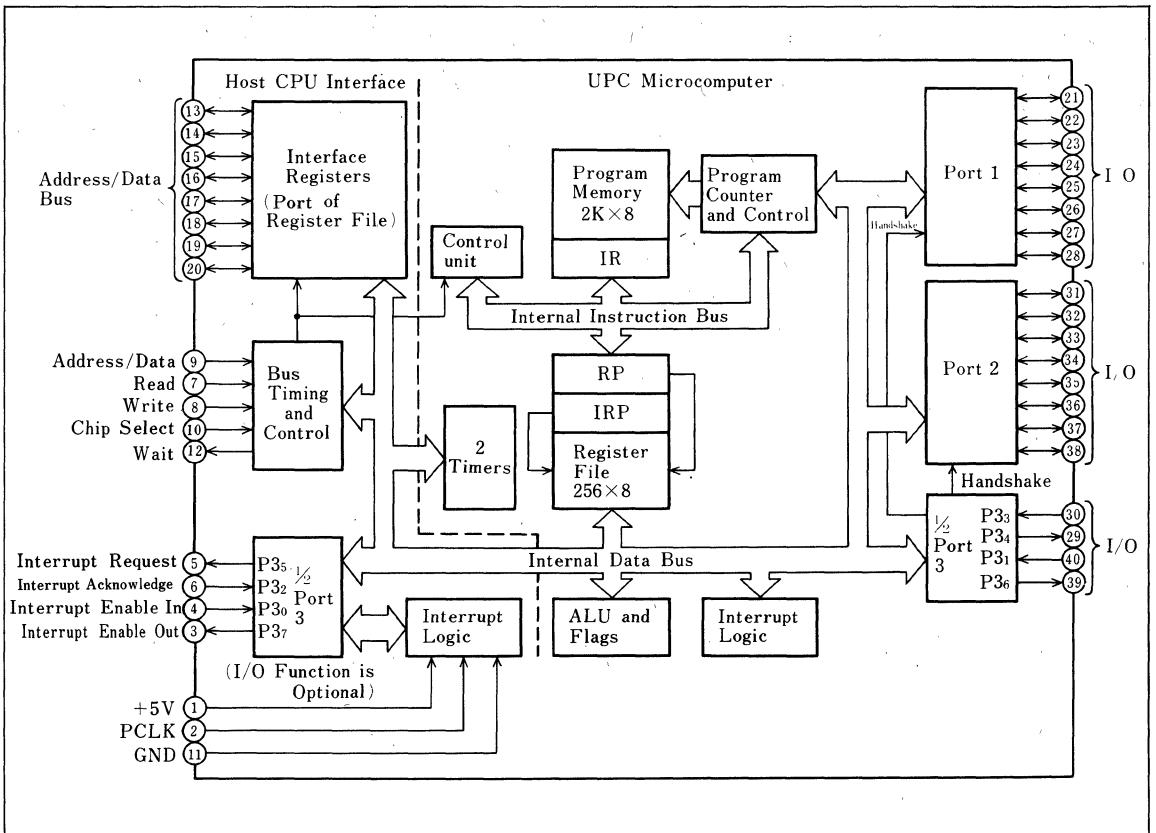 Host CPU Interface
UPC Microcomputer
Address/Data
Bus
13
14
15
16
17
18
19
20
Interface
Registers
(Port of
Register File)
Control
unit
Program
Memory
2K×8
IR
Program
Counter
and Control
Internal Instruction Bus
Port 1
Handshake
21
22
23
24
25
26
27
28
I O
Port 2
31
32
33
34
35
36
37
38
I/O
Address/Data 9
Read 7
Write 8
Chip Select 10
Wait 12
Bus
Timing
and
Control
2
Timers
RP
IRP
Register
File
256×8
Handshake
½
Port
3
P3₃ 30
P3₄ 29
P3₁ 40
P3₆ 39
I/O
Internal Data Bus
Interrupt Request 5 P3₅
Interrupt Acknowledge 6 P3₂
Interrupt Enable In 4 P3₀
Interrupt Enable Out 3 P3₇
½
Port
3
(I/O Function is
Optional)
Interrupt
Logic
ALU and
Flags
Interrupt
Logic
+5V 1
PCLK 2
GND 11